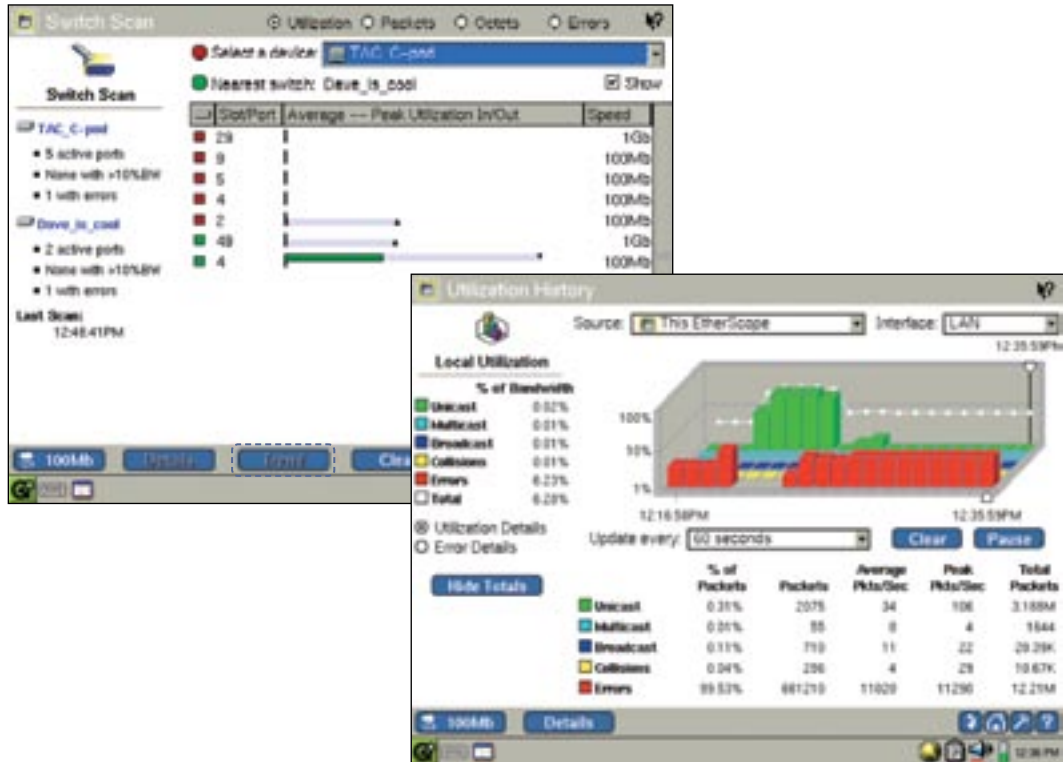 Switch Scan
Utilization Packets Octets Errors
Select a device: TAC_C-pod
Nearest switch: Dave_is_cool Show
Switch Scan
TAC_C-pod
5 active ports
None with >10%BW
1 with errors
Dave_is_cool
2 active ports
None with >10%BW
1 with errors
Last Scan:
12:48:41PM
Slot/Port Average --- Peak Utilization In/Out Speed
29 1Gb
9 100Mb
5 100Mb
4 100Mb
2 100Mb
49 1Gb
4 100Mb
100Mb Details Trend Clea
Utilization History
Source: This EtherScope Interface: LAN
12:35:59PM
Local Utilization
% of Bandwidth
Unicast 0.02%
Multicast 0.01%
Broadcast 0.01%
Collisions 0.01%
Errors 6.23%
Total 6.28%
100%
10%
1%
12:16:58PM 12:35:59PM
Utilization Details
Error Details
Update every: 60 seconds Clear Pause
Hide Totals
% of Packets Packets Average Pkts/Sec Peak Pkts/Sec Total Packets
Unicast 0.31% 2075 34 106 3.188M
Multicast 0.01% 55 0 4 1644
Broadcast 0.11% 710 11 22 29.29K
Collisions 0.04% 256 4 29 10.67K
Errors 99.53% 661210 11020 11290 12.21M
100Mb Details
12:36 PM